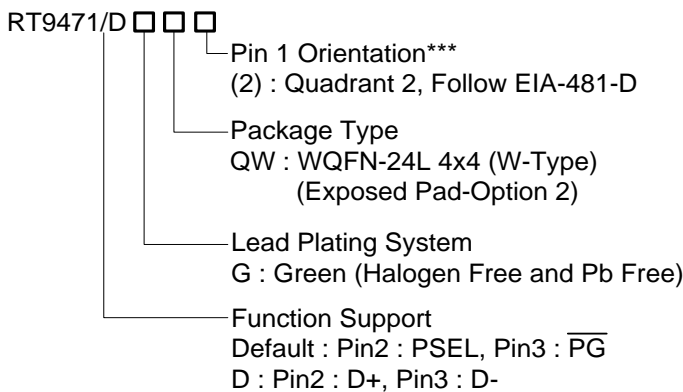 RT9471/D □ □ □
Pin 1 Orientation***
(2) : Quadrant 2, Follow EIA-481-D
Package Type
QW : WQFN-24L 4x4 (W-Type)
(Exposed Pad-Option 2)
Lead Plating System
G : Green (Halogen Free and Pb Free)
Function Support
Default : Pin2 : PSEL, Pin3 : P̅G̅
D : Pin2 : D+, Pin3 : D-